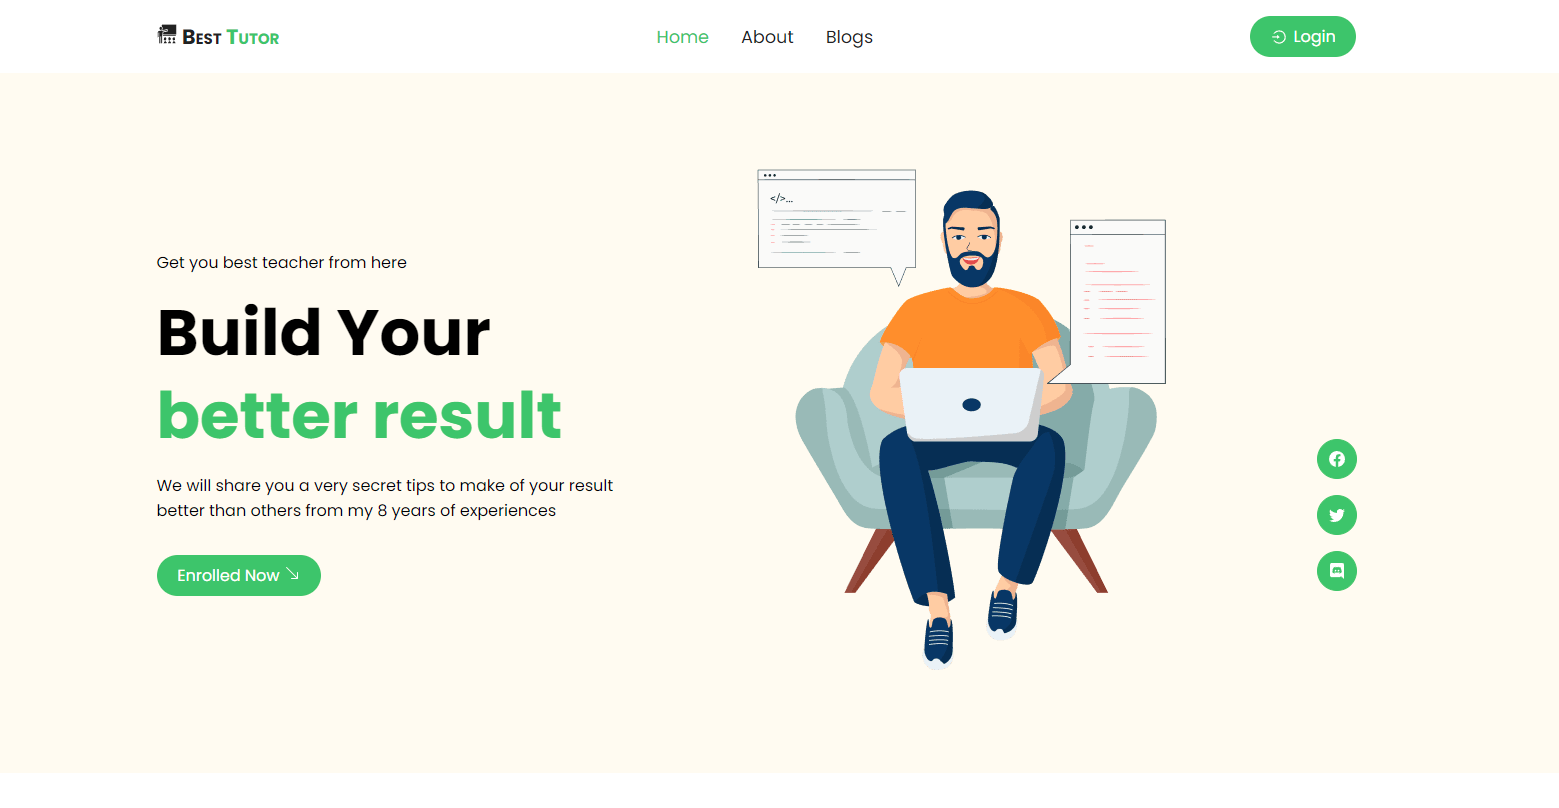 BEST TUTOR
Home About Blogs
Login
Get you best teacher from here
Build Your
better result
We will share you a very secret tips to make of your result
better than others from my 8 years of experiences
Enrolled Now
</>...